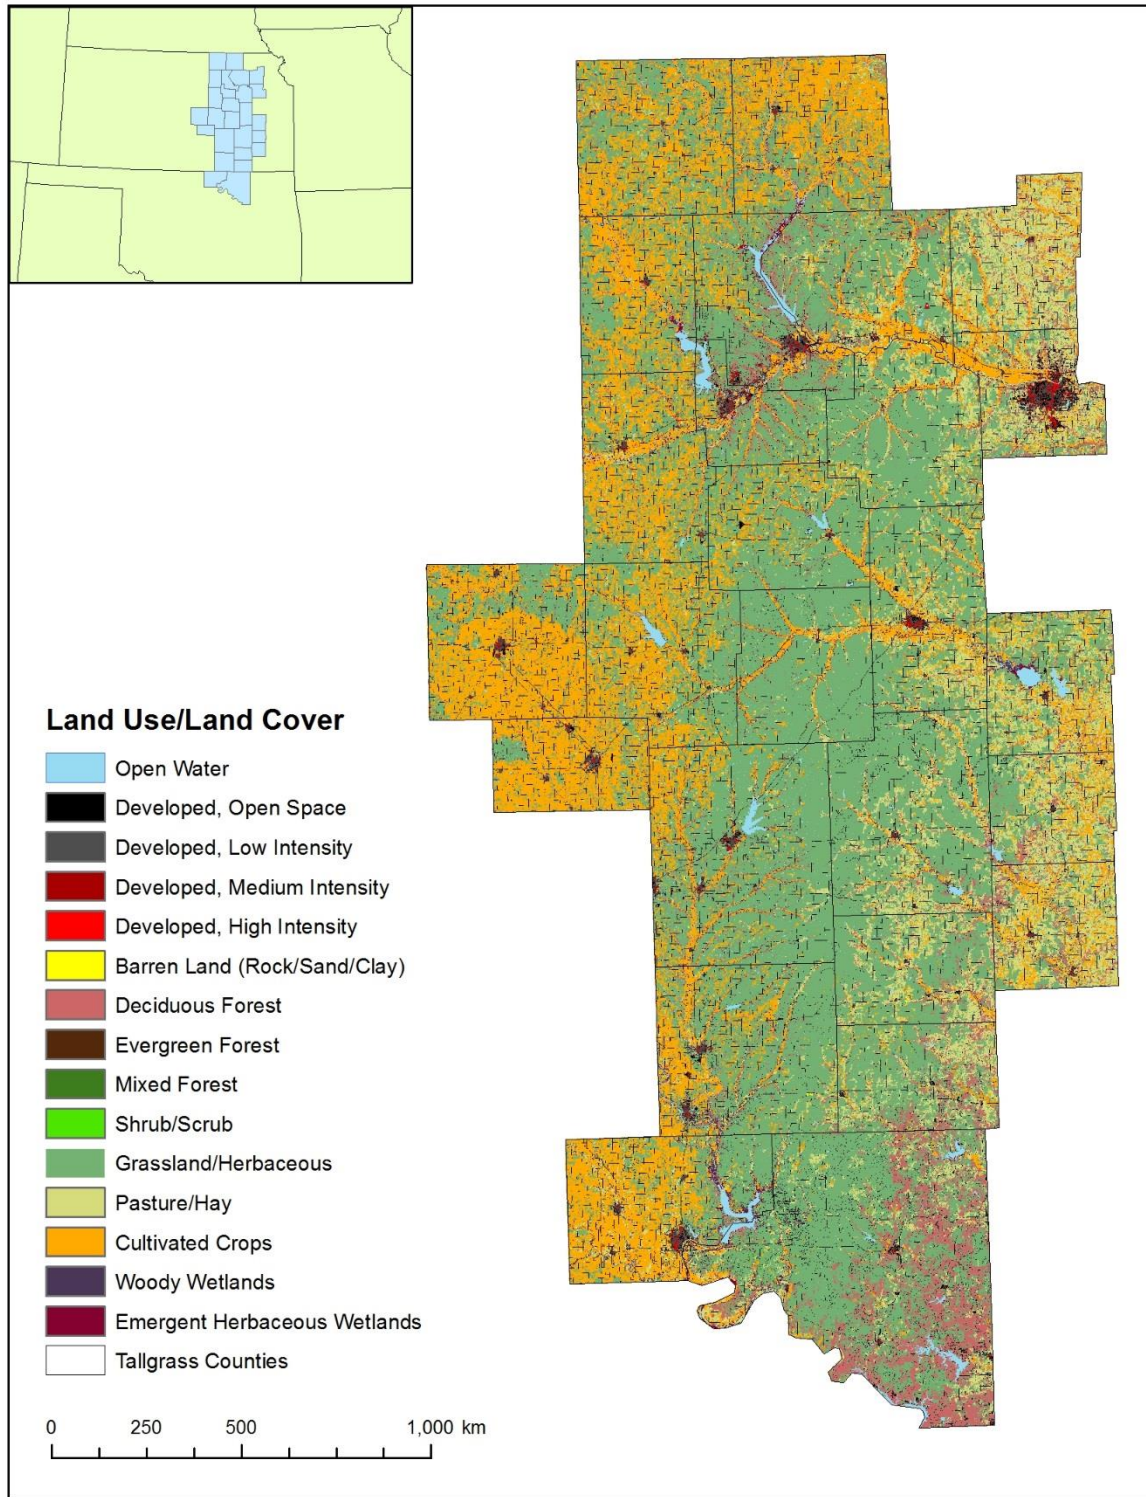 Land Use/Land Cover
Open Water
Developed, Open Space
Developed, Low Intensity
Developed, Medium Intensity
Developed, High Intensity
Barren Land (Rock/Sand/Clay)
Deciduous Forest
Evergreen Forest
Mixed Forest
Shrub/Scrub
Grassland/Herbaceous
Pasture/Hay
Cultivated Crops
Woody Wetlands
Emergent Herbaceous Wetlands
Tallgrass Counties
0 250 500 1,000 km